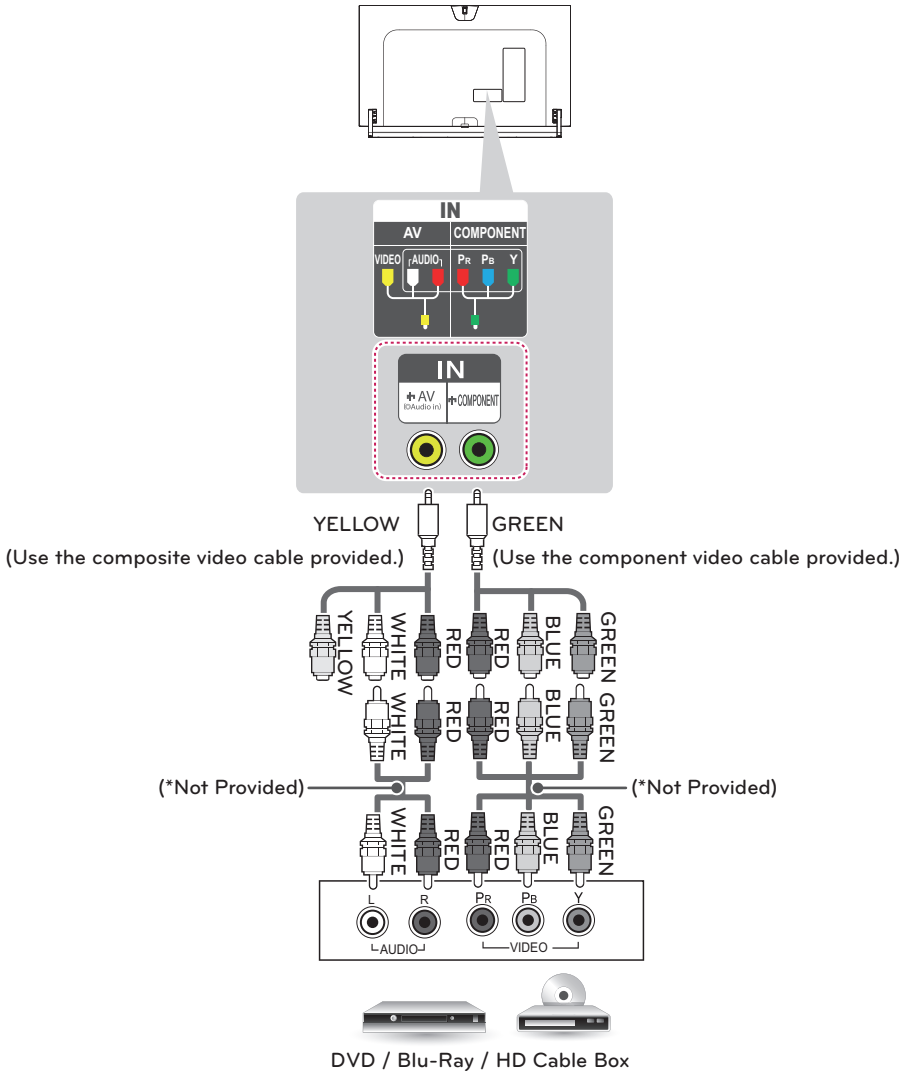 IN
AV COMPONENT
VIDEO AUDIO PR PB Y
IN
AV COMPONENT
(DAudio in)
YELLOW GREEN
(Use the composite video cable provided.) (Use the component video cable provided.)
YELLOW WHITE RED RED BLUE GREEN
WHITE RED RED BLUE GREEN
(*Not Provided) (*Not Provided)
WHITE RED RED BLUE GREEN
L R PR PB Y
AUDIO VIDEO
DVD / Blu-Ray / HD Cable Box